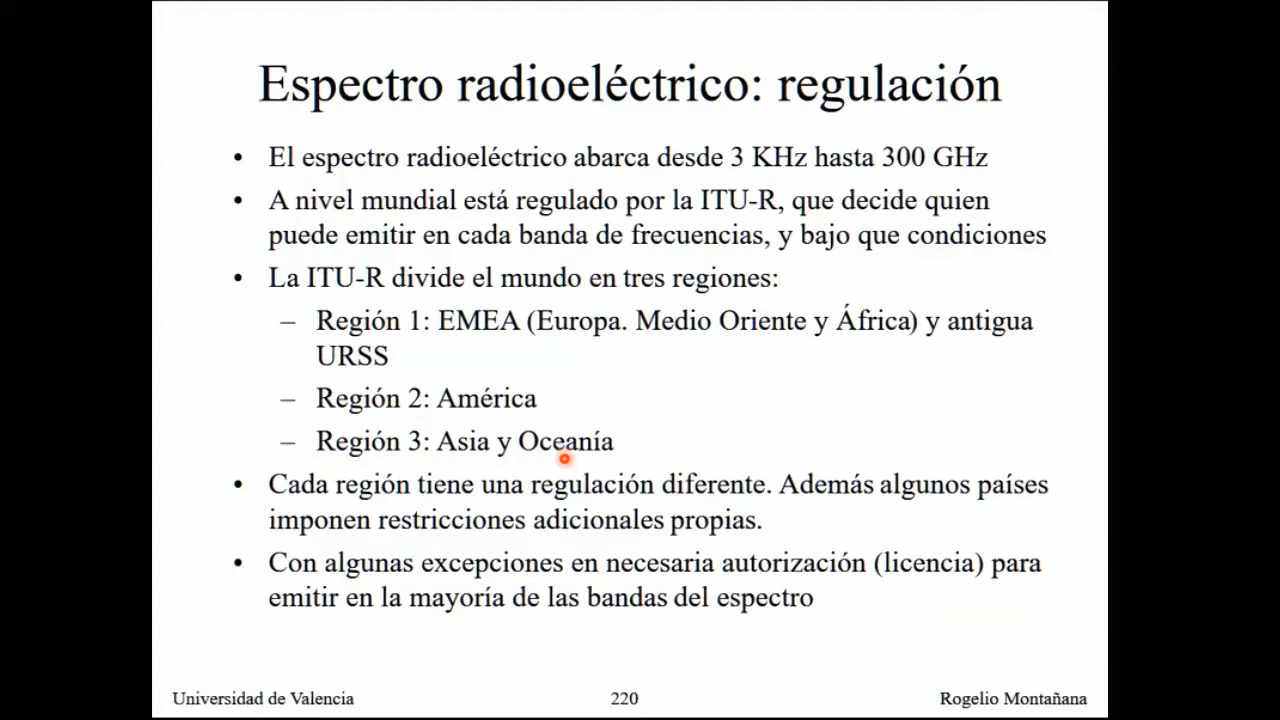 Espectro radioeléctrico: regulación
• El espectro radioeléctrico abarca desde 3 KHz hasta 300 GHz
• A nivel mundial está regulado por la ITU-R, que decide quien
puede emitir en cada banda de frecuencias, y bajo que condiciones
• La ITU-R divide el mundo en tres regiones:
– Región 1: EMEA (Europa. Medio Oriente y África) y antigua
URSS
– Región 2: América
– Región 3: Asia y Oceanía
• Cada región tiene una regulación diferente. Además algunos países
imponen restricciones adicionales propias.
• Con algunas excepciones en necesaria autorización (licencia) para
emitir en la mayoría de las bandas del espectro
Universidad de Valencia 220 Rogelio Montañana